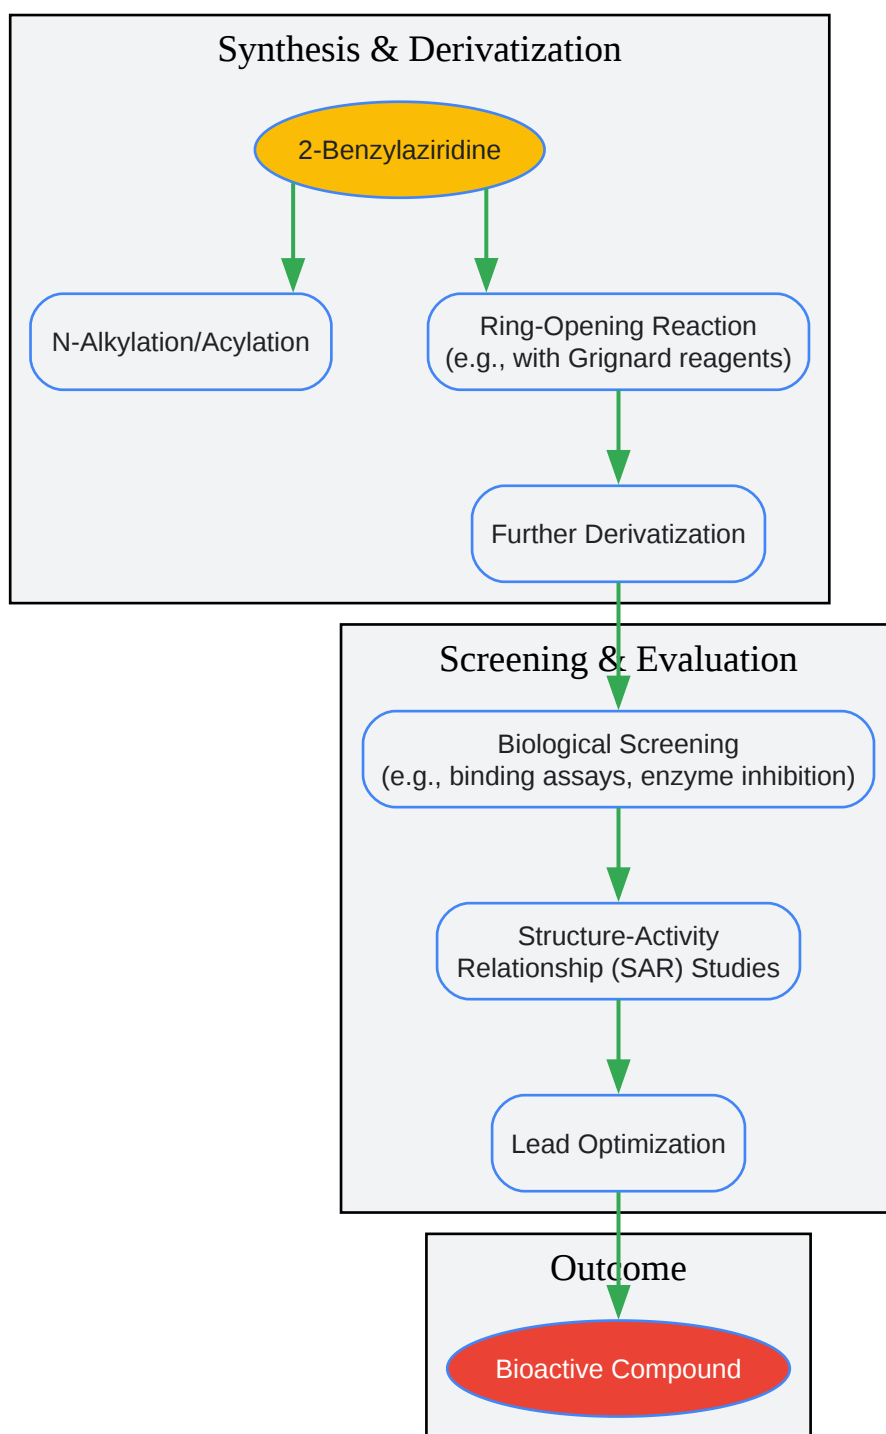 Synthesis & Derivatization
2-Benzylaziridine
N-Alkylation/Acylation
Ring-Opening Reaction
(e.g., with Grignard reagents)
Further Derivatization
Screening & Evaluation
Biological Screening
(e.g., binding assays, enzyme inhibition)
Structure-Activity
Relationship (SAR) Studies
Lead Optimization
Outcome
Bioactive Compound